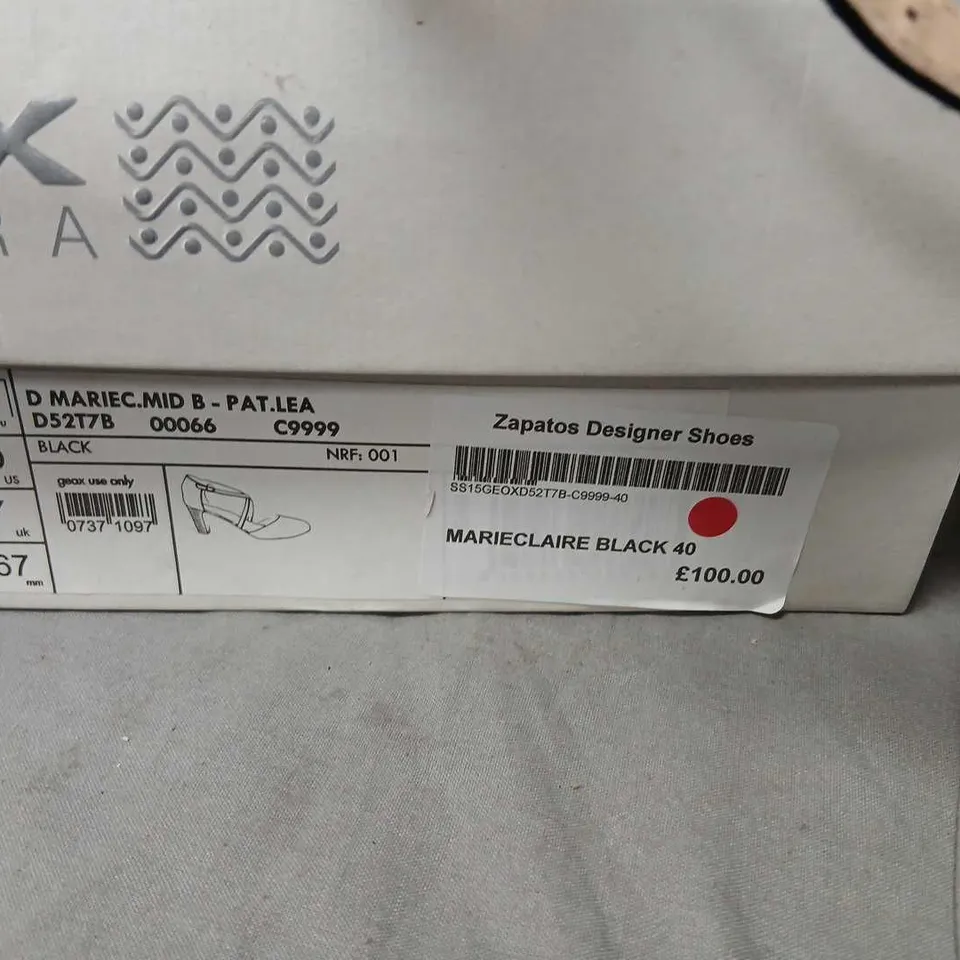 X
RA
D MARIEC.MID B - PAT.LEA
D52T7B 00066 C9999
BLACK NRF: 001
US
uk
67
mm
geox use only
0737 1097
Zapatos Designer Shoes
SS15GEOXD52T7B-C9999-40
MARIECLAIRE BLACK 40
£100.00